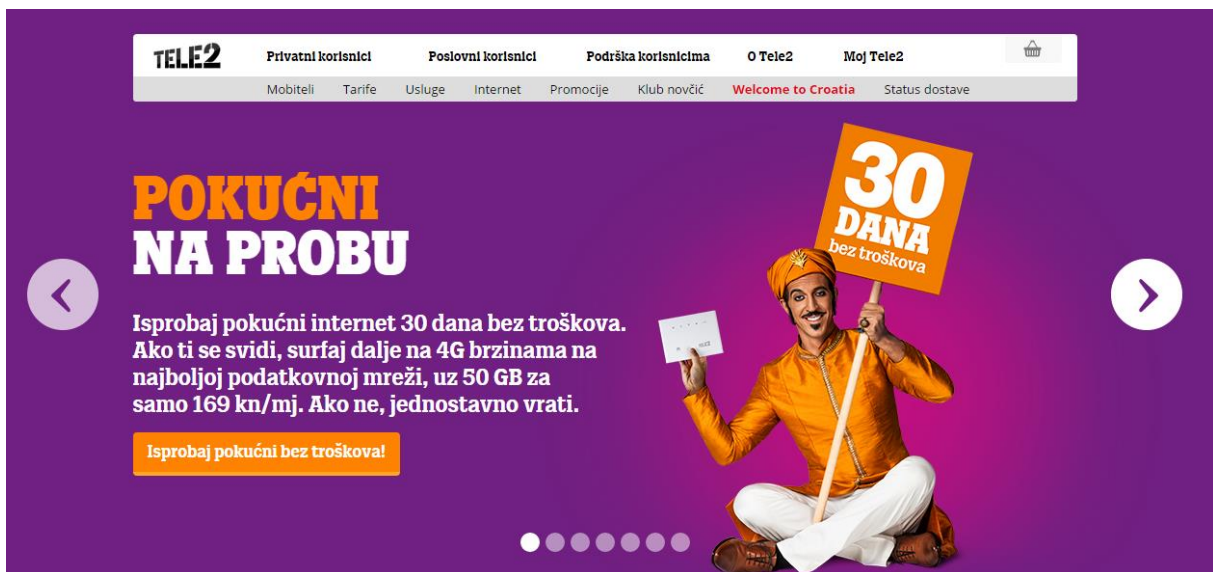 TELE2
Privatni korisnici Poslovni korisnici Podrška korisnicima O Tele2 Moj Tele2
Mobiteli Tarife Usluge Internet Promocije Klub novčić Welcome to Croatia Status dostave
POKUĆNI
NA PROBU
Isprobaj pokućni internet 30 dana bez troškova.
Ako ti se svidi, surfaj dalje na 4G brzinama na
najboljoj podatkovnoj mreži, uz 50 GB za
samo 169 kn/mj. Ako ne, jednostavno vrati.
Isprobaj pokućni bez troškova!
30
DANA
bez troškova
TELE2